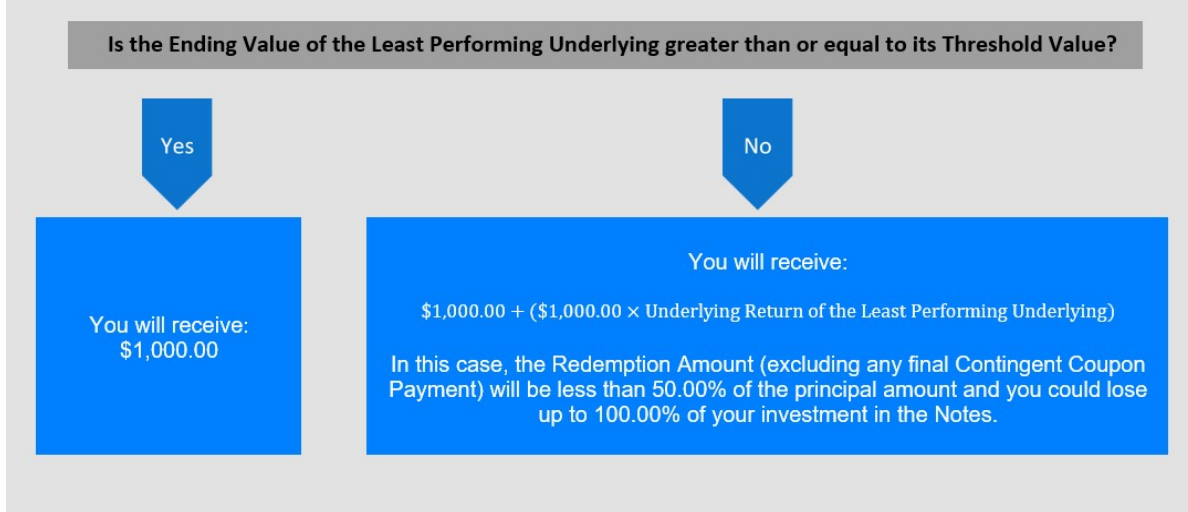 Is the Ending Value of the Least Performing Underlying greater than or equal to its Threshold Value?
Yes
No
You will receive:
$1,000.00
You will receive:
$1,000.00 + ($1,000.00 × Underlying Return of the Least Performing Underlying)
In this case, the Redemption Amount (excluding any final Contingent Coupon
Payment) will be less than 50.00% of the principal amount and you could lose
up to 100.00% of your investment in the Notes.